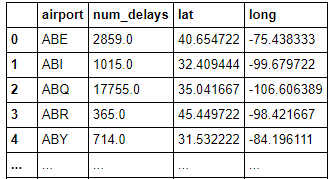 airport num_delays lat long
0 ABE 2859.0 40.654722 -75.438333
1 ABI 1015.0 32.409444 -99.679722
2 ABQ 17755.0 35.041667 -106.606389
3 ABR 365.0 45.449722 -98.421667
4 ABY 714.0 31.532222 -84.196111
... ... ... ... ...